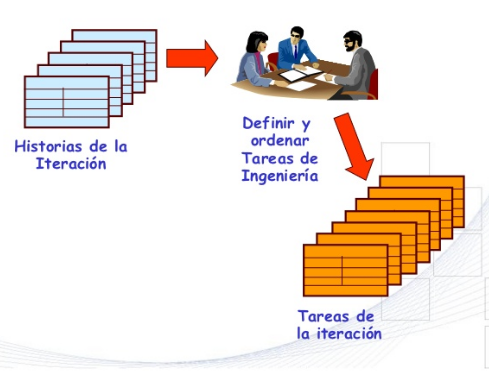 Historias de la
Iteración
Definir y
ordenar
Tareas de
Ingeniería
Tareas de
la iteración